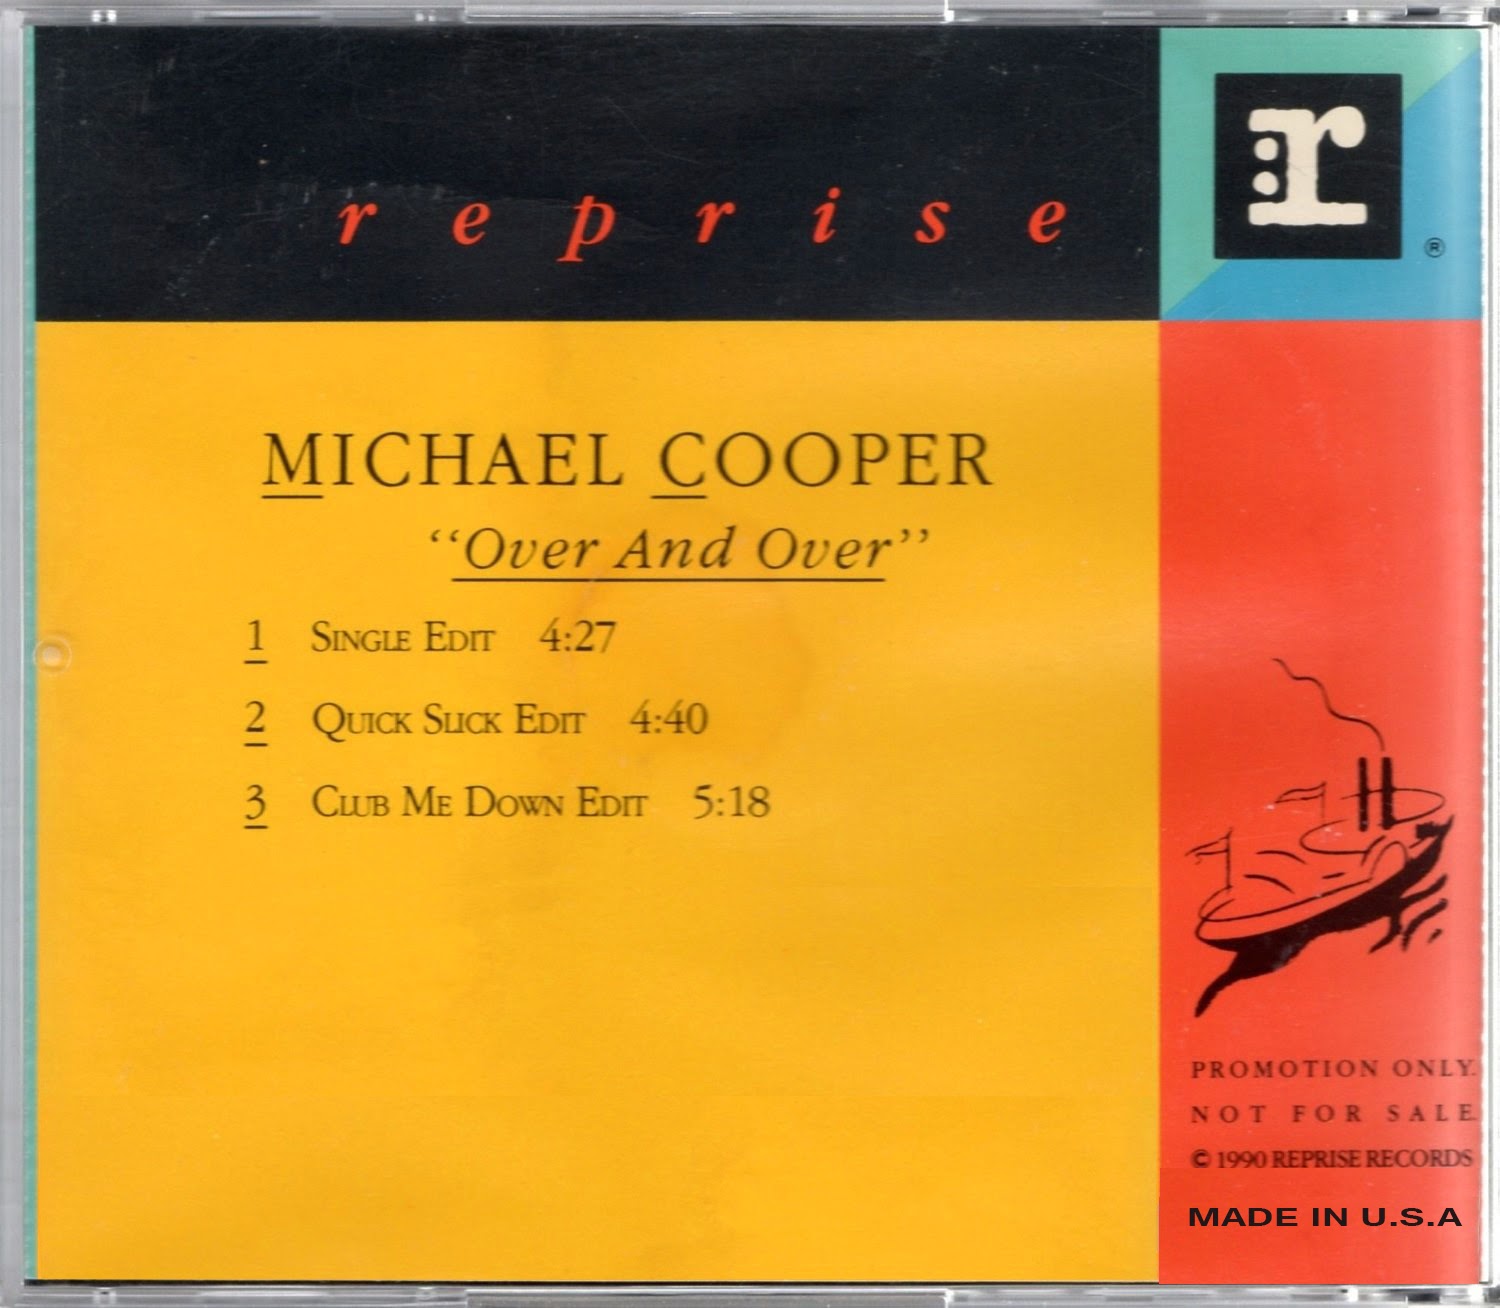 reprise
r
®
MICHAEL COOPER
“Over And Over”
1 SINGLE EDIT 4:27
2 QUICK SLICK EDIT 4:40
3 CLUB ME DOWN EDIT 5:18
PROMOTION ONLY.
NOT FOR SALE.
© 1990 REPRISE RECORDS
MADE IN U.S.A